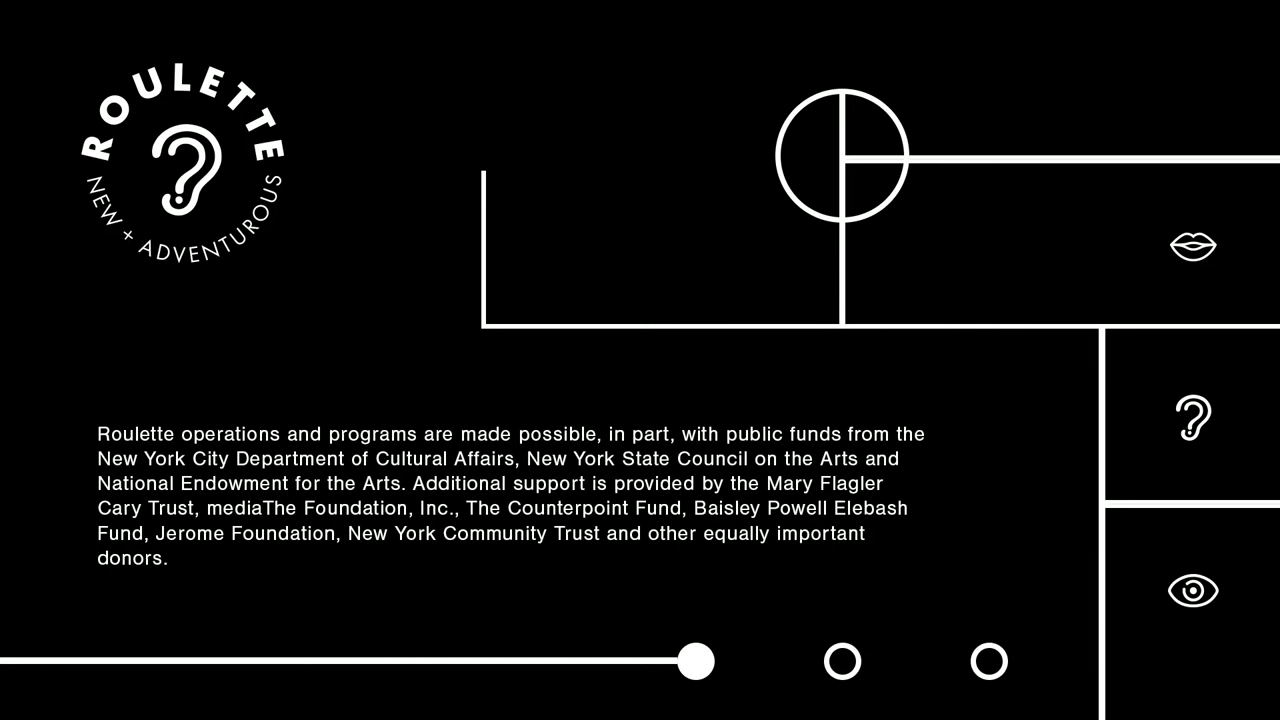 ROULETTE
NEW + ADVENTUROUS
Roulette operations and programs are made possible, in part, with public funds from the
New York City Department of Cultural Affairs, New York State Council on the Arts and
National Endowment for the Arts. Additional support is provided by the Mary Flagler
Cary Trust, mediaThe Foundation, Inc., The Counterpoint Fund, Baisley Powell Elebash
Fund, Jerome Foundation, New York Community Trust and other equally important
donors.